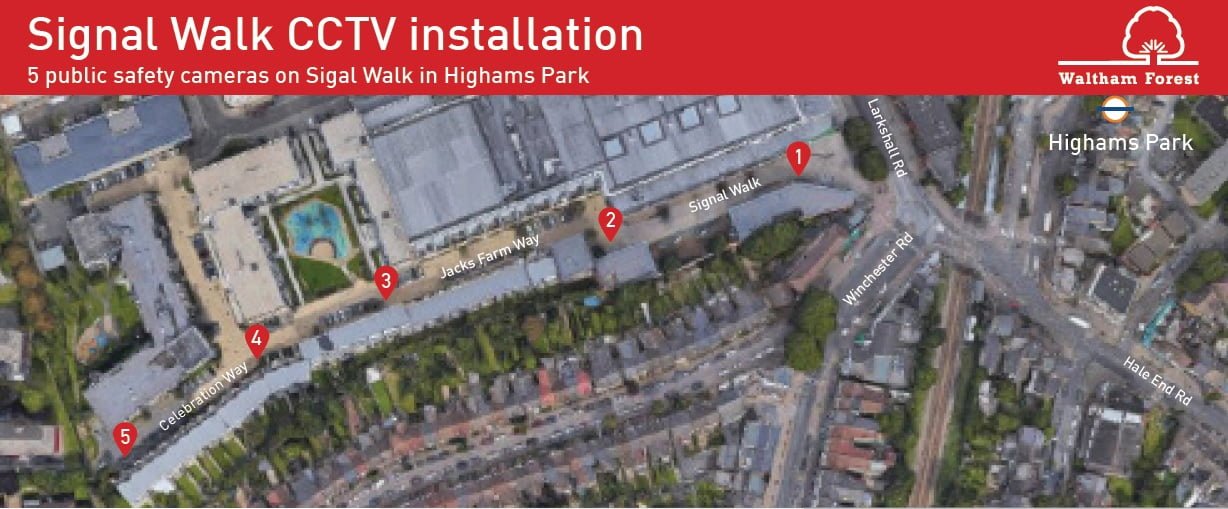 Signal Walk CCTV installation
5 public safety cameras on Sigal Walk in Highams Park
Waltham Forest
Highams Park
Larkshall Rd
1
Signal Walk
2
Jacks Farm Way
Winchester Rd
3
4
Celebration Way
Hale End Rd
5